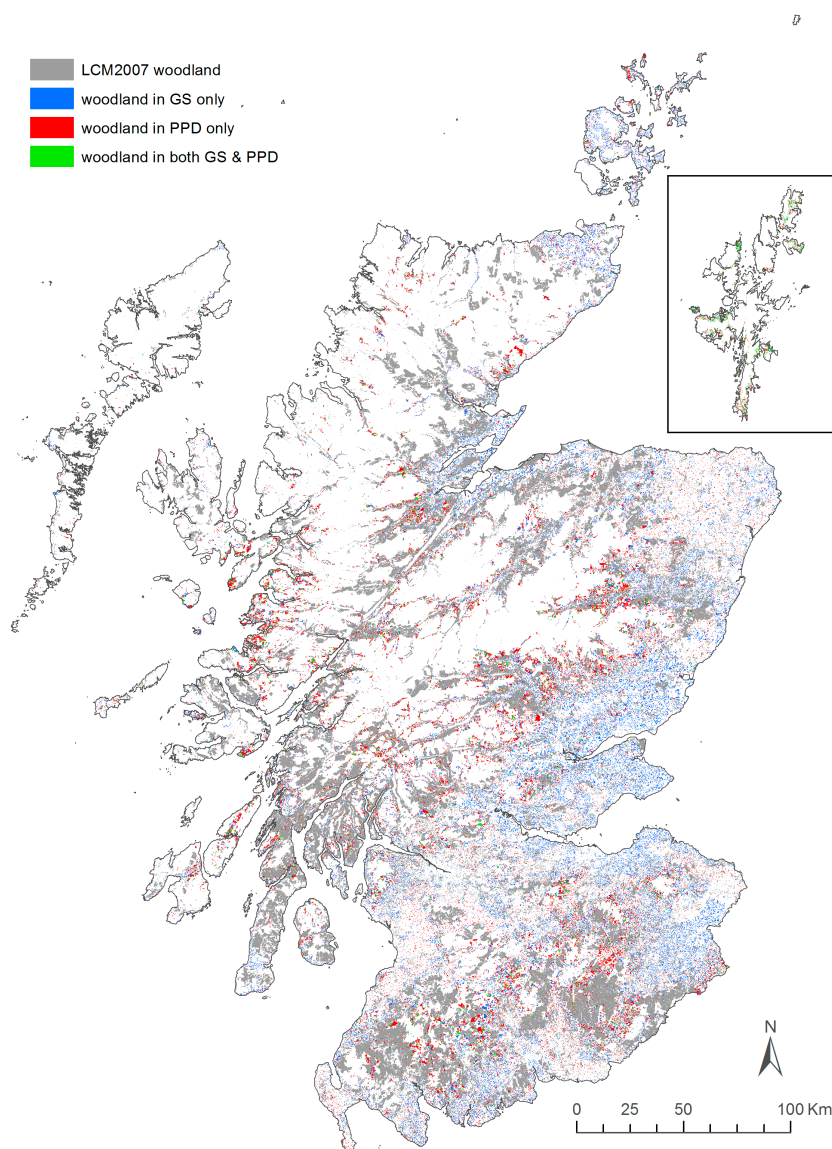 LCM2007 woodland
woodland in GS only
woodland in PPD only
woodland in both GS & PPD
N
0 25 50 100 Km